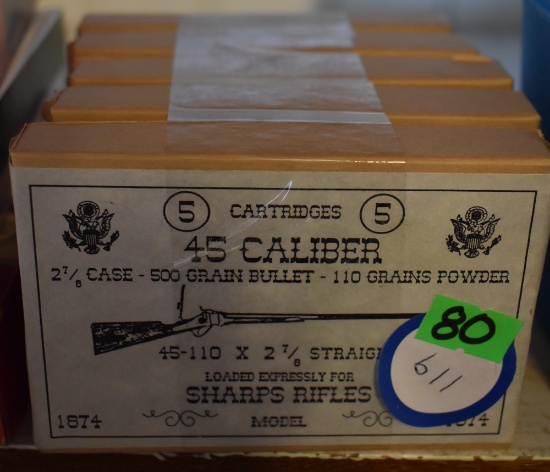 5 CARTRIDGES 5
45 CALIBER
2 7/8 CASE - 500 GRAIN BULLET - 110 GRAINS POWDER
80
611
45-110 X 2 7/8 STRAIG
LOADED EXPRESSLY FOR
SHARPS RIFLES
1874 MODEL 1874